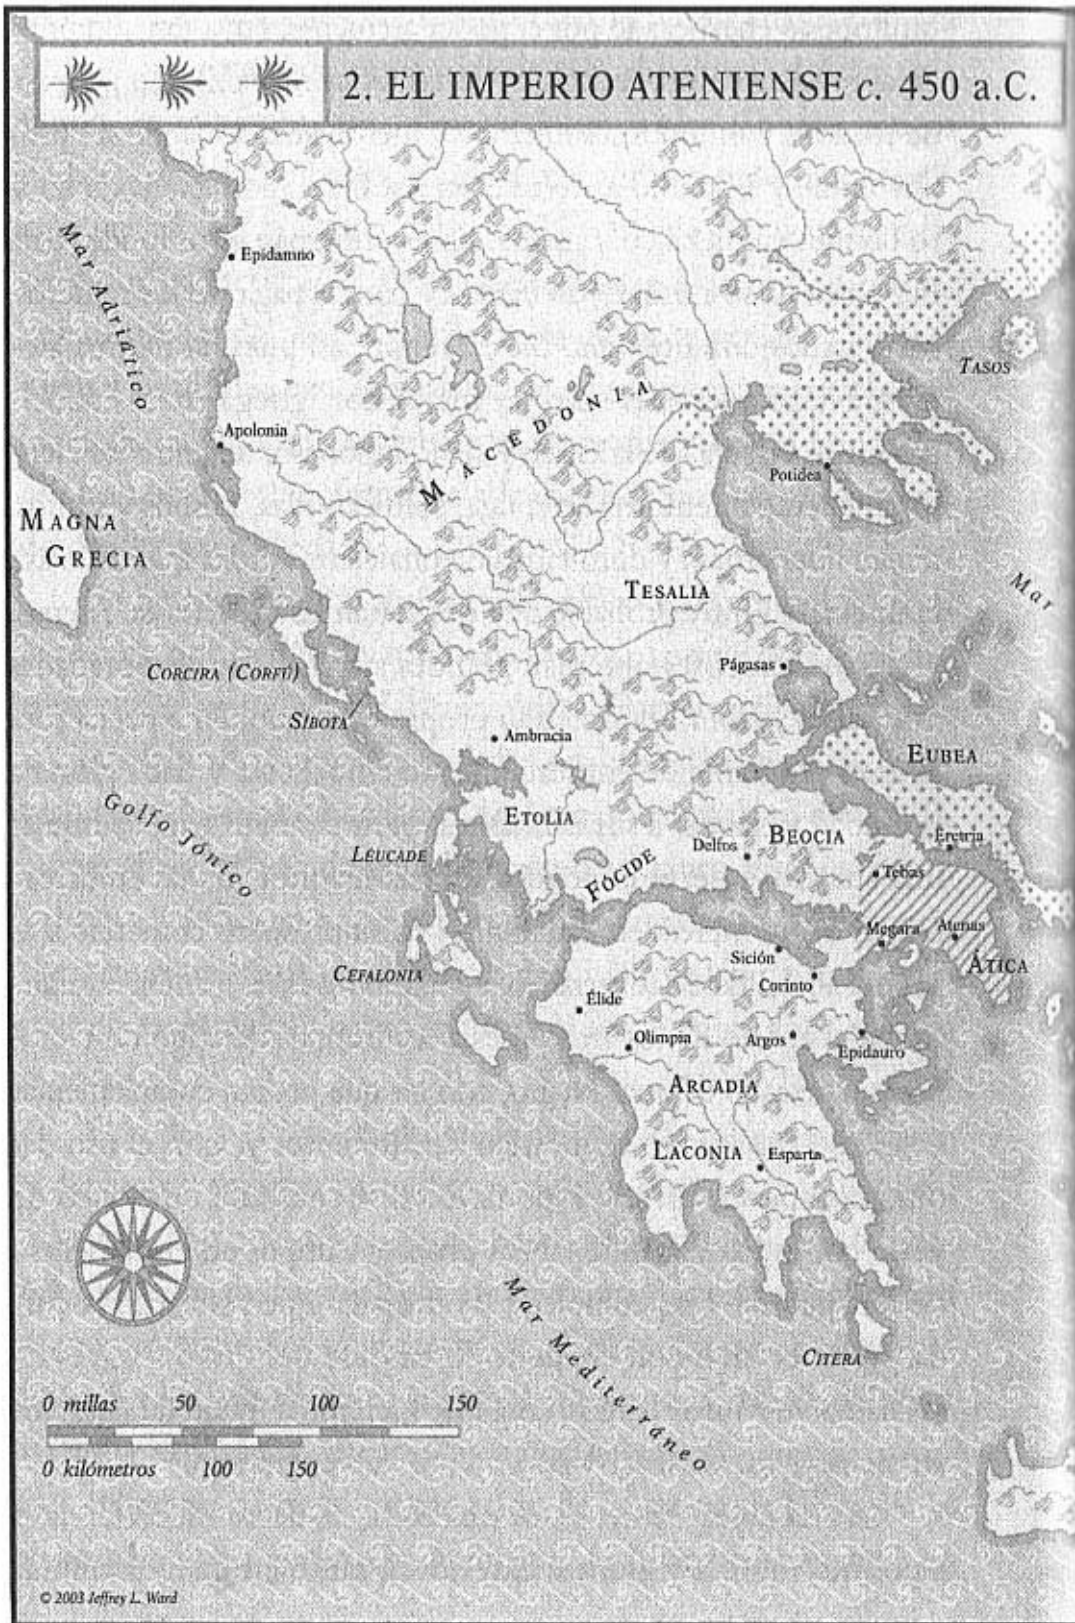 2. EL IMPERIO ATENIENSE c. 450 a.C.
Mar Adriático
Epidamno
TASOS
Apolonia
MACEDONIA
Potidea
MAGNA
GRECIA
TESALIA
Mar
CORCIRA (CORFÚ)
Págasas
SÍBOTA
Ambracia
EUBEA
Golfo Jónico
ETOLIA
BEOCIA
Eretria
LÉUCADE
Delfos
FÓCIDE
Tebas
Megara
Atenas
Sición
ÁTICA
CEFALONIA
Corinto
Élide
Olimpia
Argos
Epidauro
ARCADIA
LACONIA
Esparta
Mar Mediterráneo
CITERA
0 millas 50 100 150
0 kilómetros 100 150
© 2003 Jeffrey L. Ward